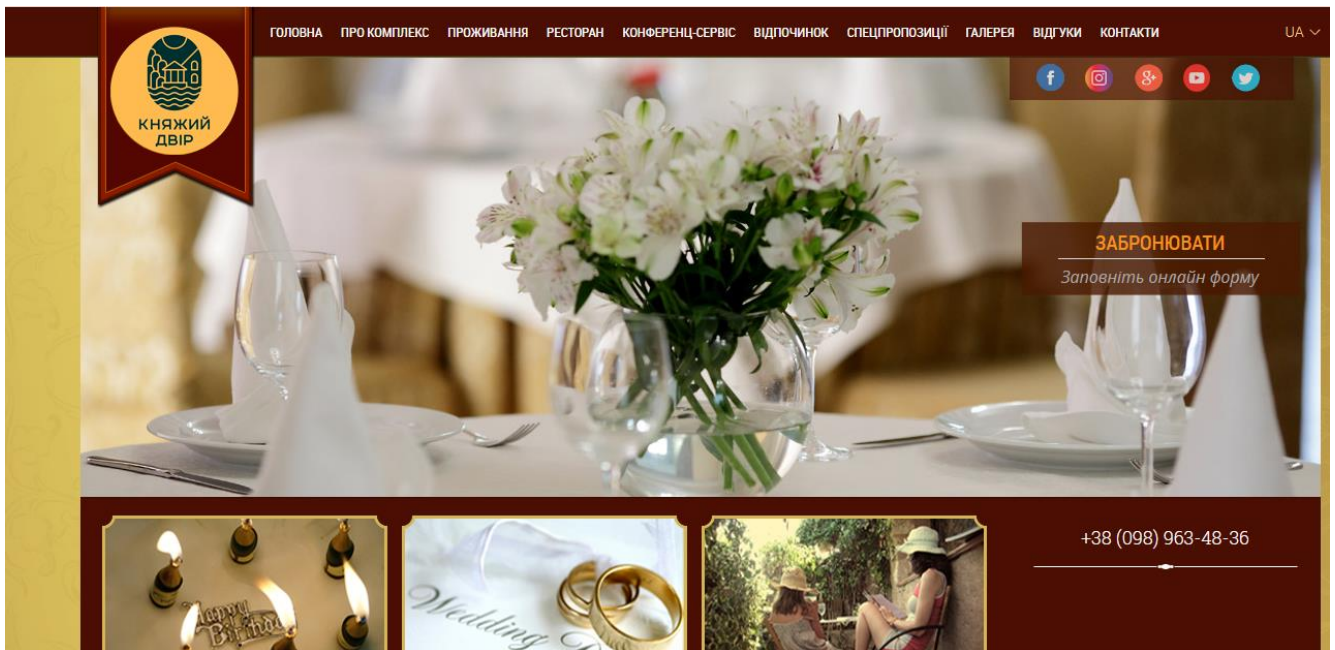 ГОЛОВНА ПРО КОМПЛЕКС ПРОЖИВАННЯ РЕСТОРАН КОНФЕРЕНЦ-СЕРВІС ВІДПОЧИНОК СПЕЦПРОПОЗИЦІЇ ГАЛЕРЕЯ ВІДГУКИ КОНТАКТИ UA
КНЯЖИЙ
ДВІР
ЗАБРОНЮВАТИ
Заповніть онлайн форму
+38 (098) 963-48-36
Happy
Wedding